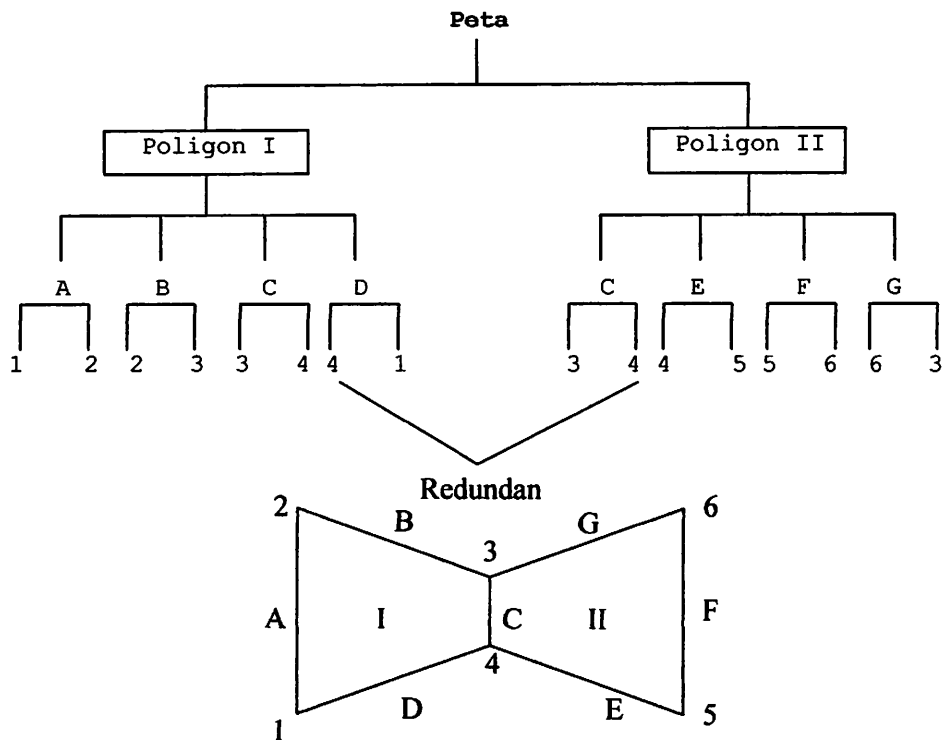 Peta
Poligon I Poligon II
A B C D C E F G
1 2 2 3 3 4 4 1 3 4 4 5 5 6 6 3
Redundan
2 B G 6
3
A I C II F
4
1 D E 5